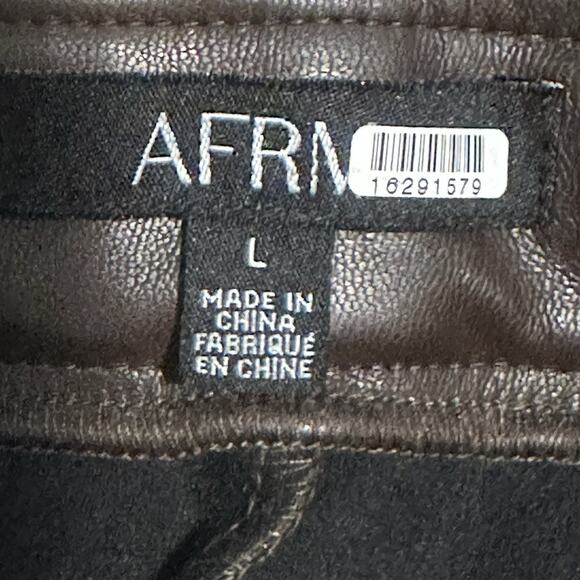 AFRM
16291579
L
MADE IN
CHINA
FABRIQUÉ
EN CHINE